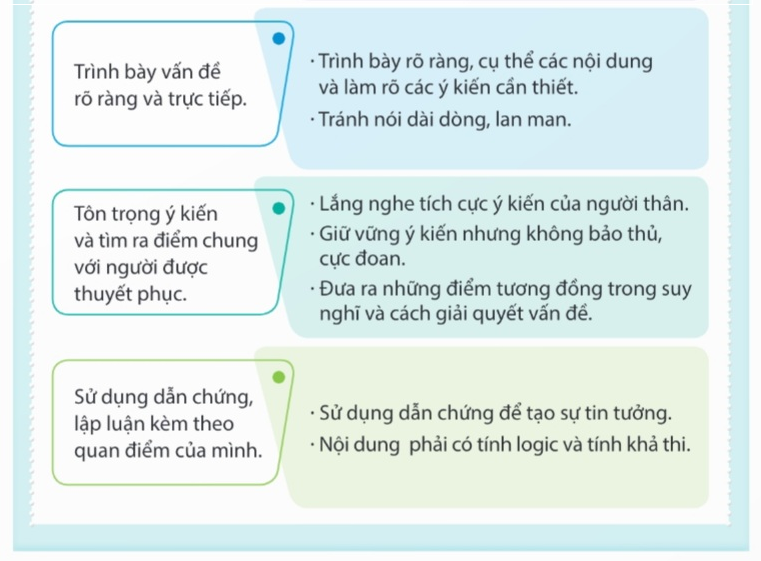 Trình bày vấn đề
rõ ràng và trực tiếp.
· Trình bày rõ ràng, cụ thể các nội dung
và làm rõ các ý kiến cần thiết.
· Tránh nói dài dòng, lan man.
Tôn trọng ý kiến
và tìm ra điểm chung
với người được
thuyết phục.
· Lắng nghe tích cực ý kiến của người thân.
· Giữ vững ý kiến nhưng không bảo thủ,
cực đoan.
· Đưa ra những điểm tương đồng trong suy
nghĩ và cách giải quyết vấn đề.
Sử dụng dẫn chứng,
lập luận kèm theo
quan điểm của mình.
· Sử dụng dẫn chứng để tạo sự tin tưởng.
· Nội dung phải có tính logic và tính khả thi.